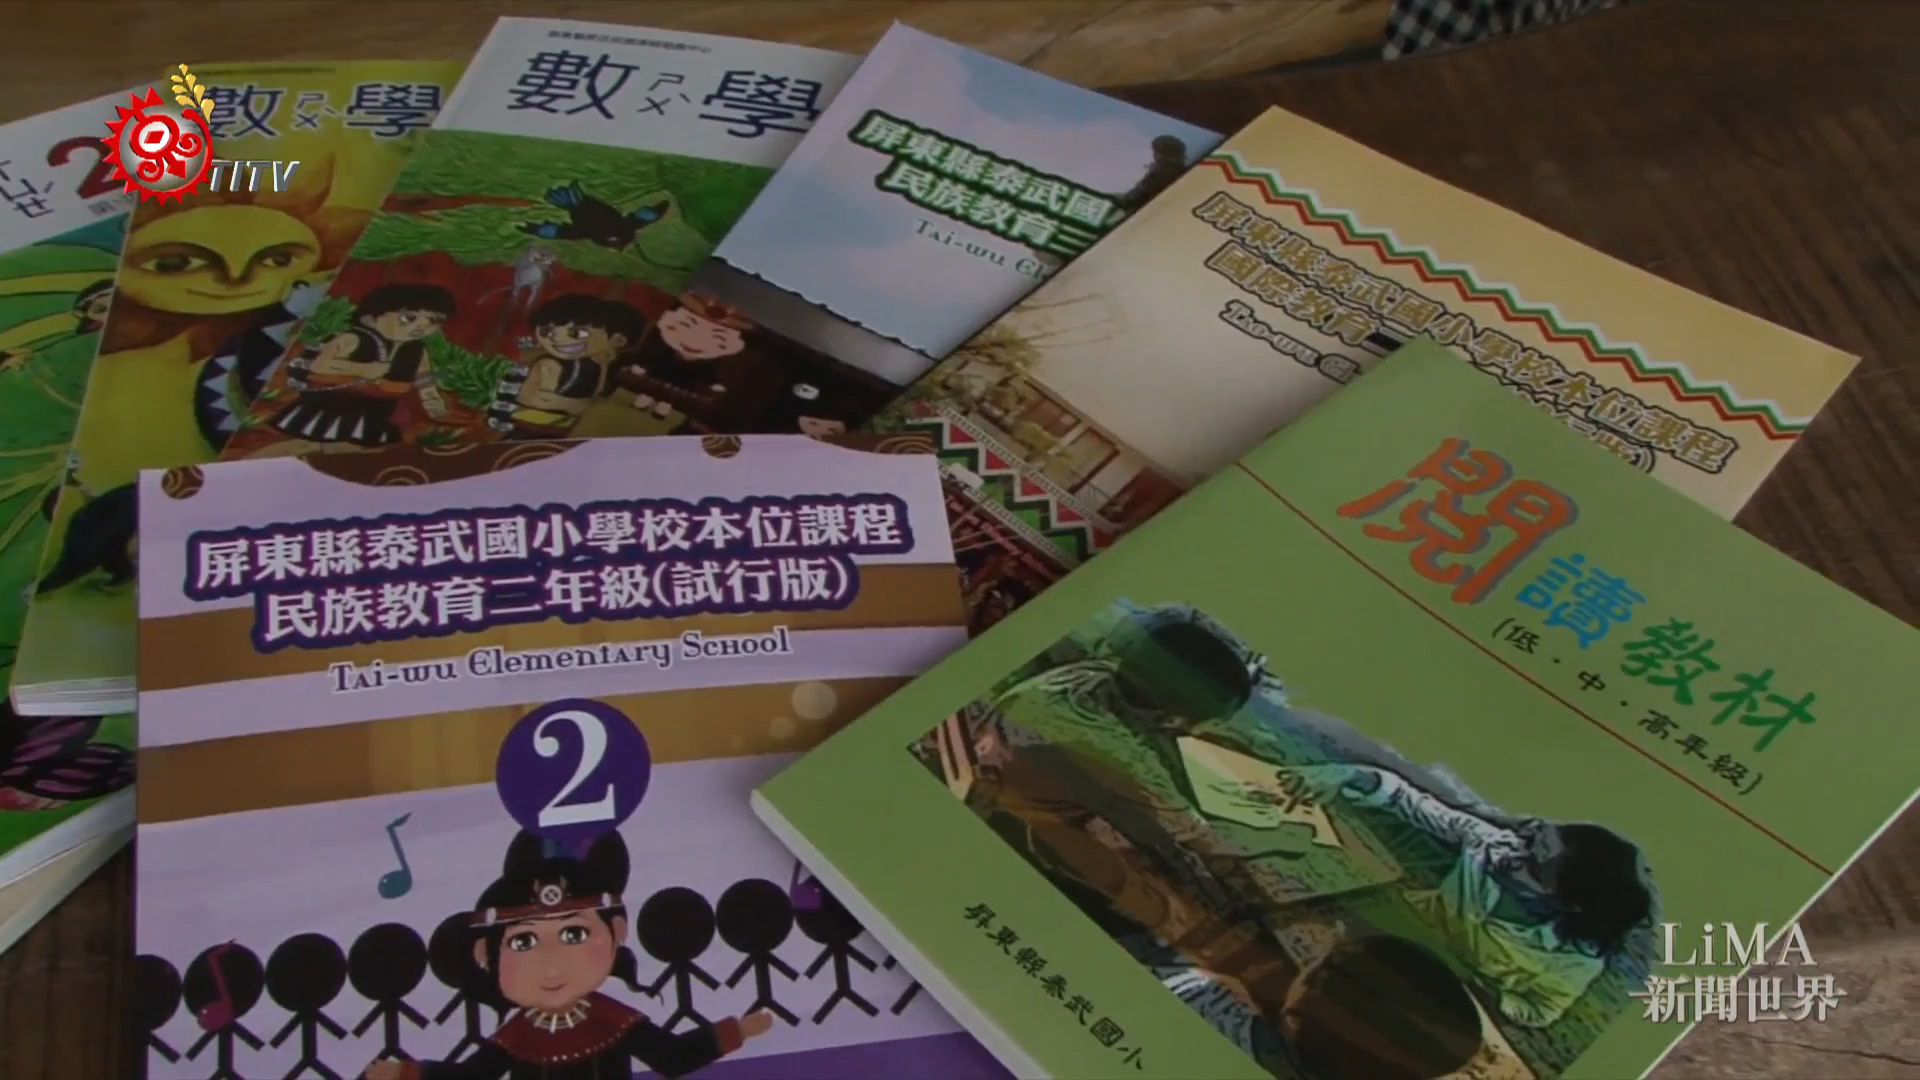 TITV
2
數ㄕㄨˋ學
數ㄕㄨˋ學
屏東縣泰武國
民族教育二
Tai-wu El
屏東縣泰武國小學校本位課程
國際教育
屏東縣泰武國小學校本位課程
民族教育二年級(試行版)
Tai-wu Elementary School
2
閱讀教材
(低·中·高年級)
屏東縣泰武國小
LiMA
新聞世界